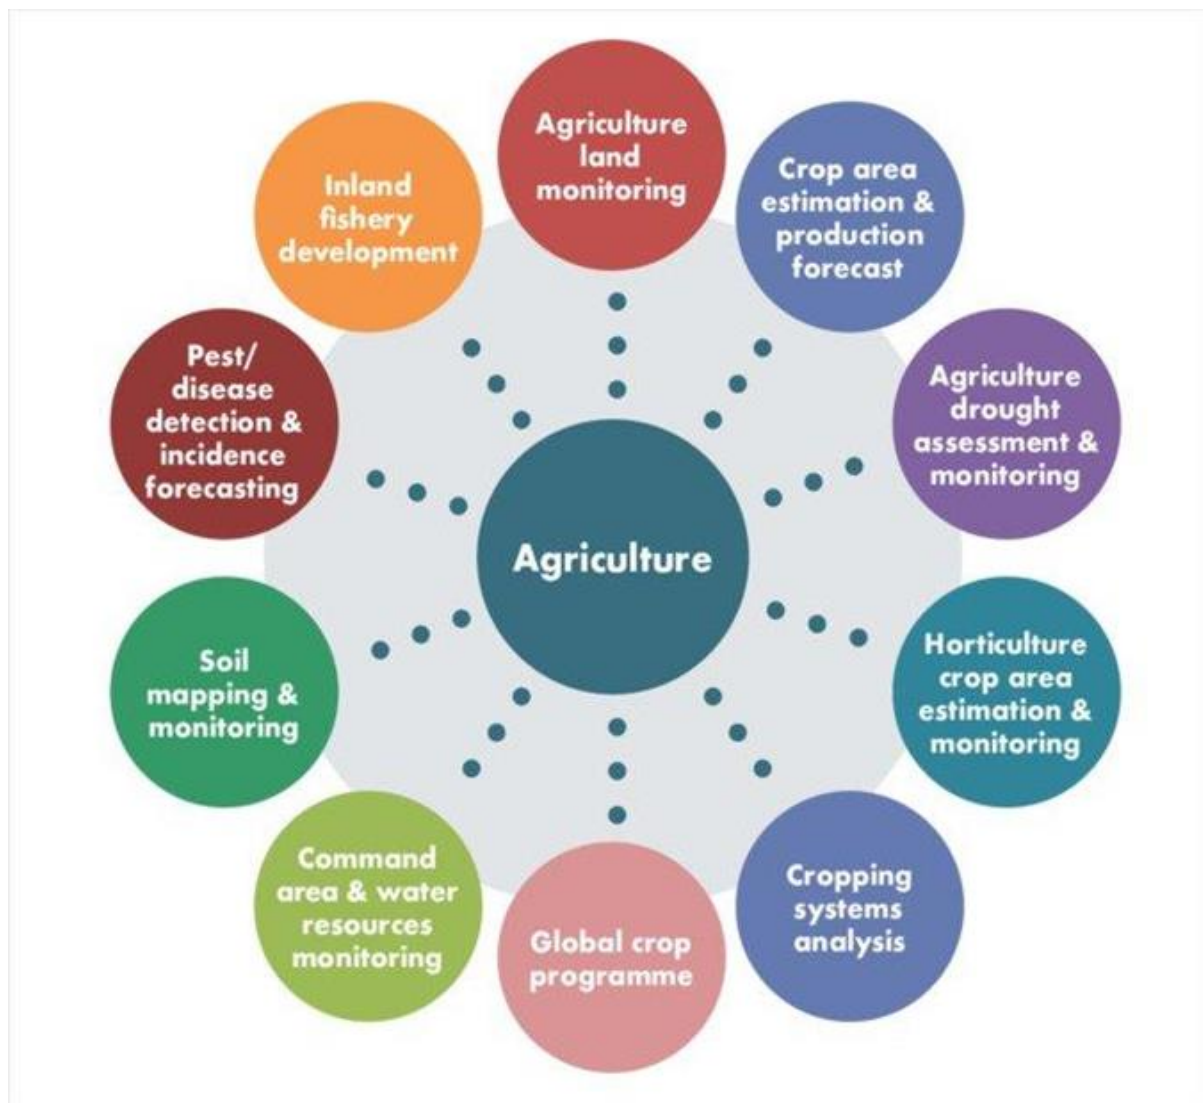 Agriculture
land
monitoring
Crop area
estimation &
production
forecast
Agriculture
drought
assessment &
monitoring
Horticulture
crop area
estimation &
monitoring
Cropping
systems
analysis
Global crop
programme
Command
area & water
resources
monitoring
Soil
mapping &
monitoring
Pest/
disease
detection &
incidence
forecasting
Inland
fishery
development
Agriculture